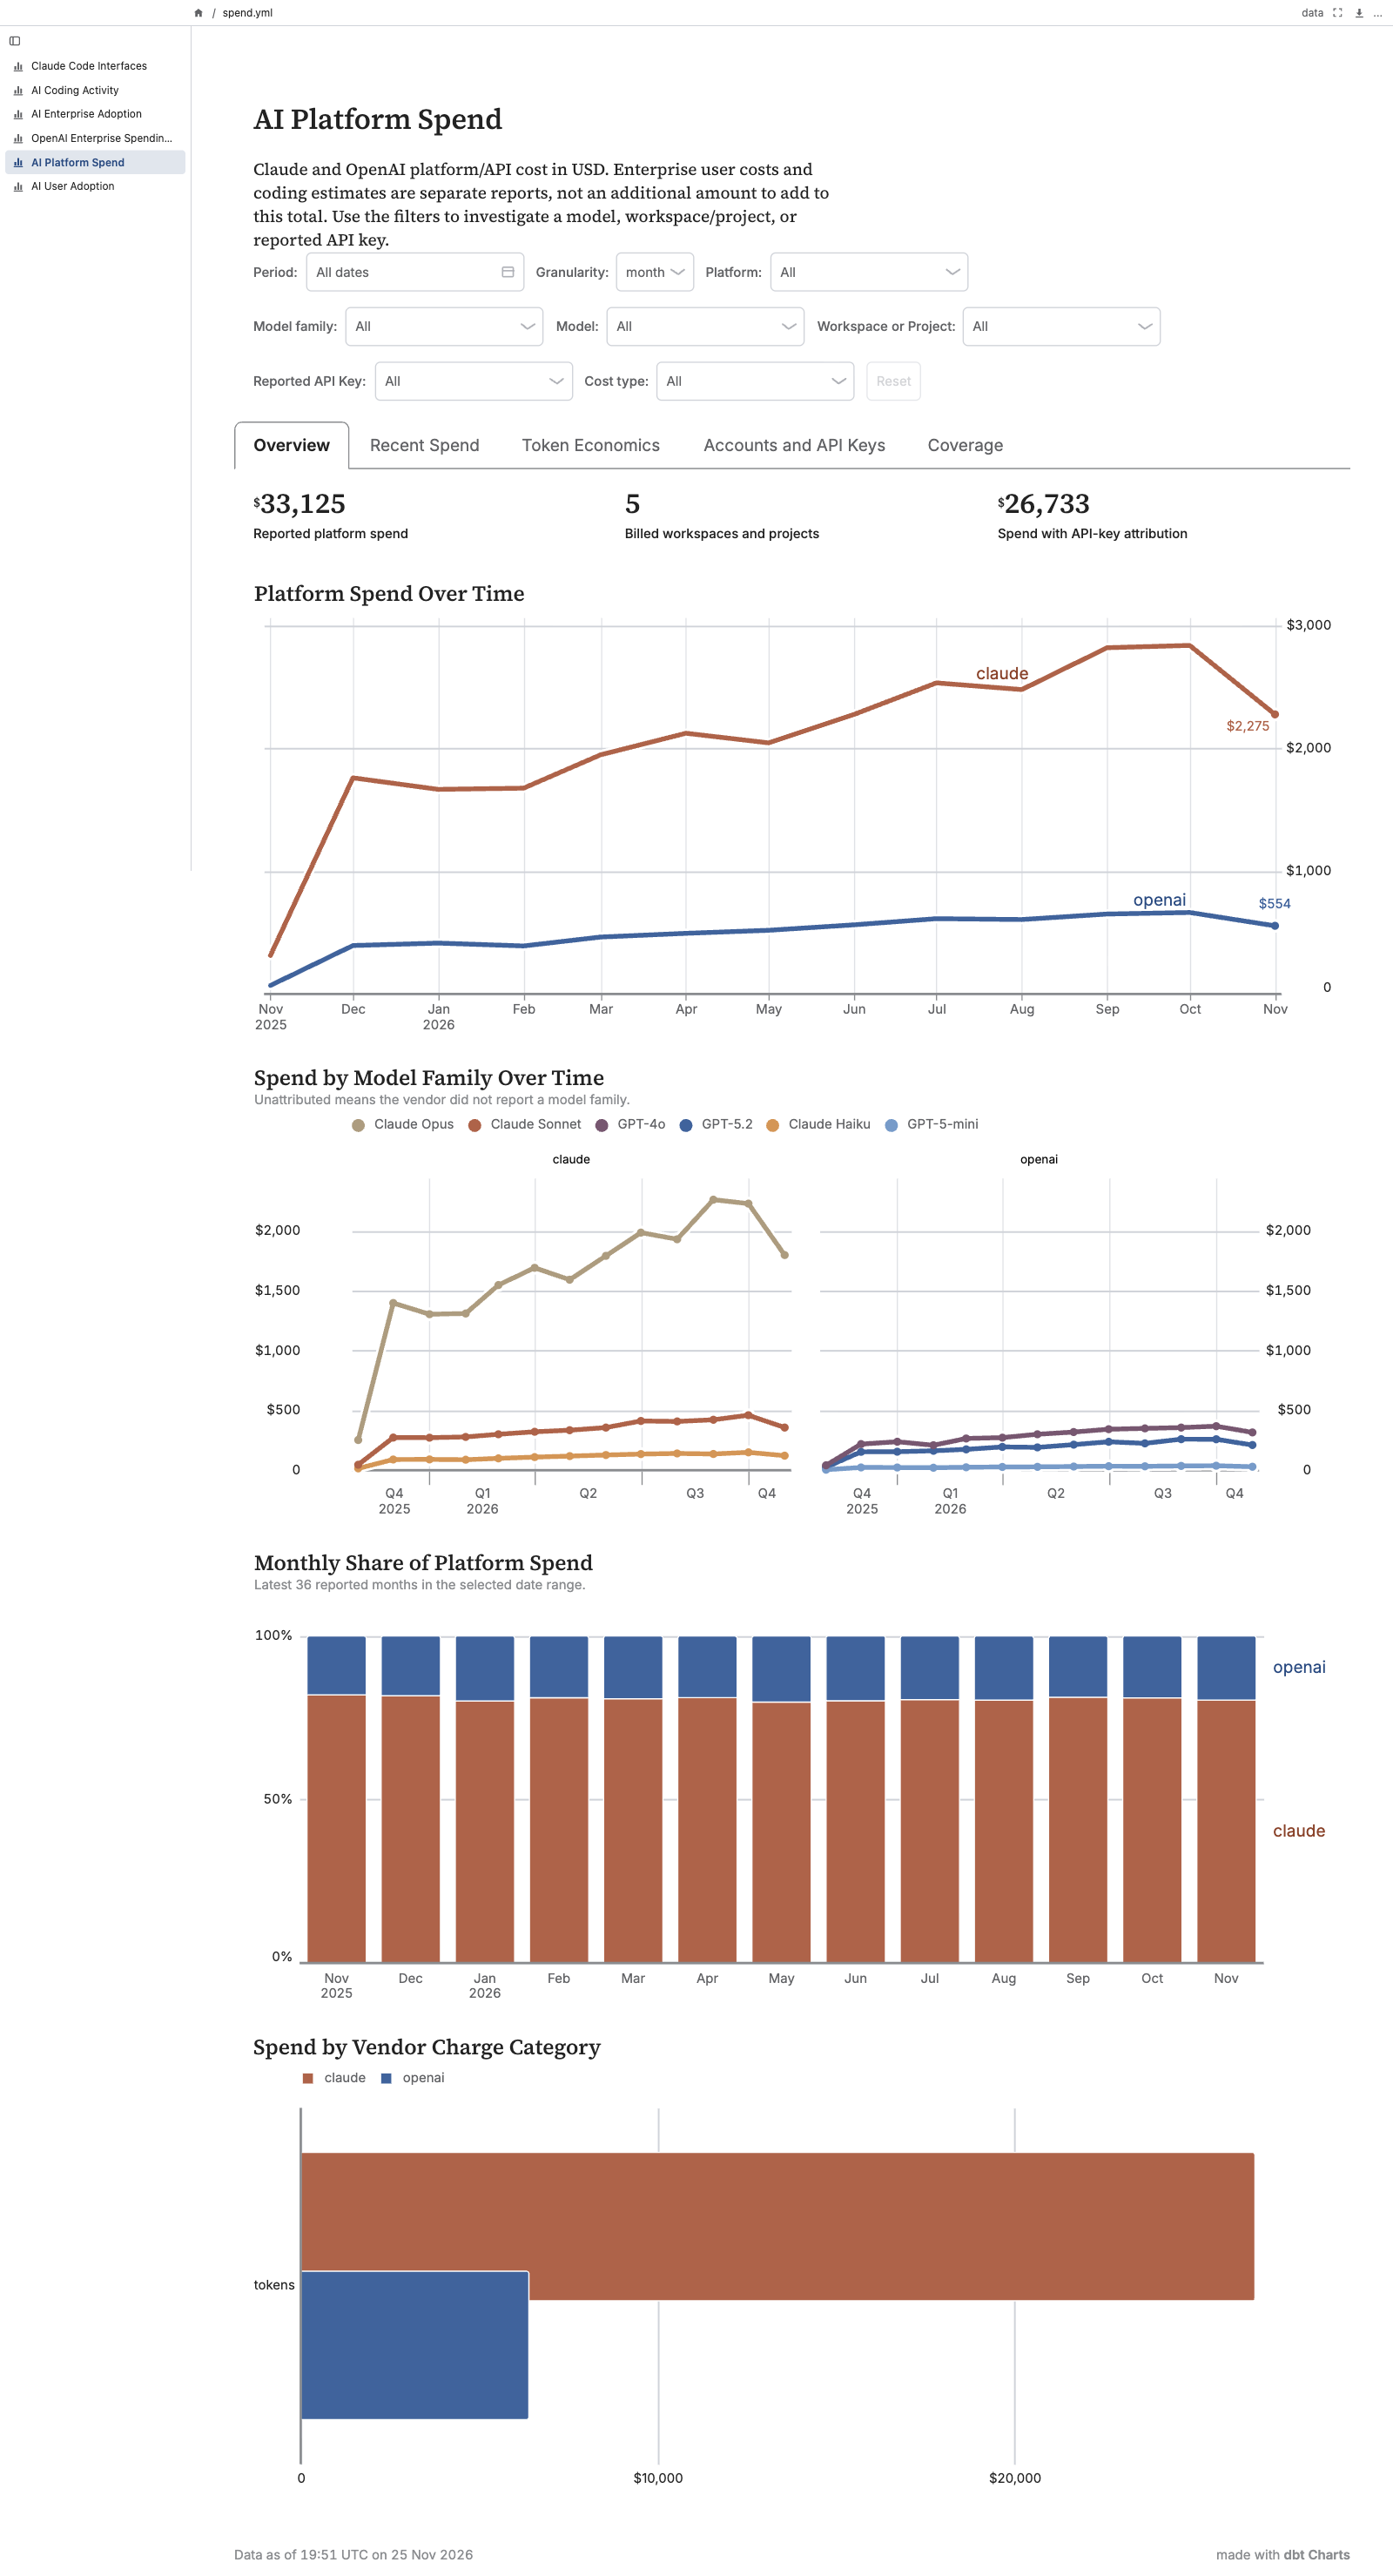 / spend.yml
data
...
Claude Code Interfaces
AI Coding Activity
AI Enterprise Adoption
OpenAI Enterprise Spendin...
AI Platform Spend
AI User Adoption
AI Platform Spend
Claude and OpenAI platform/API cost in USD. Enterprise user costs and
coding estimates are separate reports, not an additional amount to add to
this total. Use the filters to investigate a model, workspace/project, or
reported API key.
Period: All dates Granularity: month Platform: All
Model family: All Model: All Workspace or Project: All
Reported API Key: All Cost type: All Reset
Overview Recent Spend Token Economics Accounts and API Keys Coverage
$33,125 5 $26,733
Reported platform spend Billed workspaces and projects Spend with API-key attribution
Platform Spend Over Time
$3,000
claude
$2,275
$2,000
$1,000
openai $554
0
Nov Dec Jan Feb Mar Apr May Jun Jul Aug Sep Oct Nov
2025 2026
Spend by Model Family Over Time
Unattributed means the vendor did not report a model family.
Claude Opus Claude Sonnet GPT-4o GPT-5.2 Claude Haiku GPT-5-mini
claude openai
$2,000 $2,000
$1,500 $1,500
$1,000 $1,000
$500 $500
0 0
Q4 Q1 Q2 Q3 Q4 Q4 Q1 Q2 Q3 Q4
2025 2026 2025 2026
Monthly Share of Platform Spend
Latest 36 reported months in the selected date range.
100%
openai
50%
claude
0%
Nov Dec Jan Feb Mar Apr May Jun Jul Aug Sep Oct Nov
2025 2026
Spend by Vendor Charge Category
claude openai
tokens
0 $10,000 $20,000
Data as of 19:51 UTC on 25 Nov 2026 made with dbt Charts